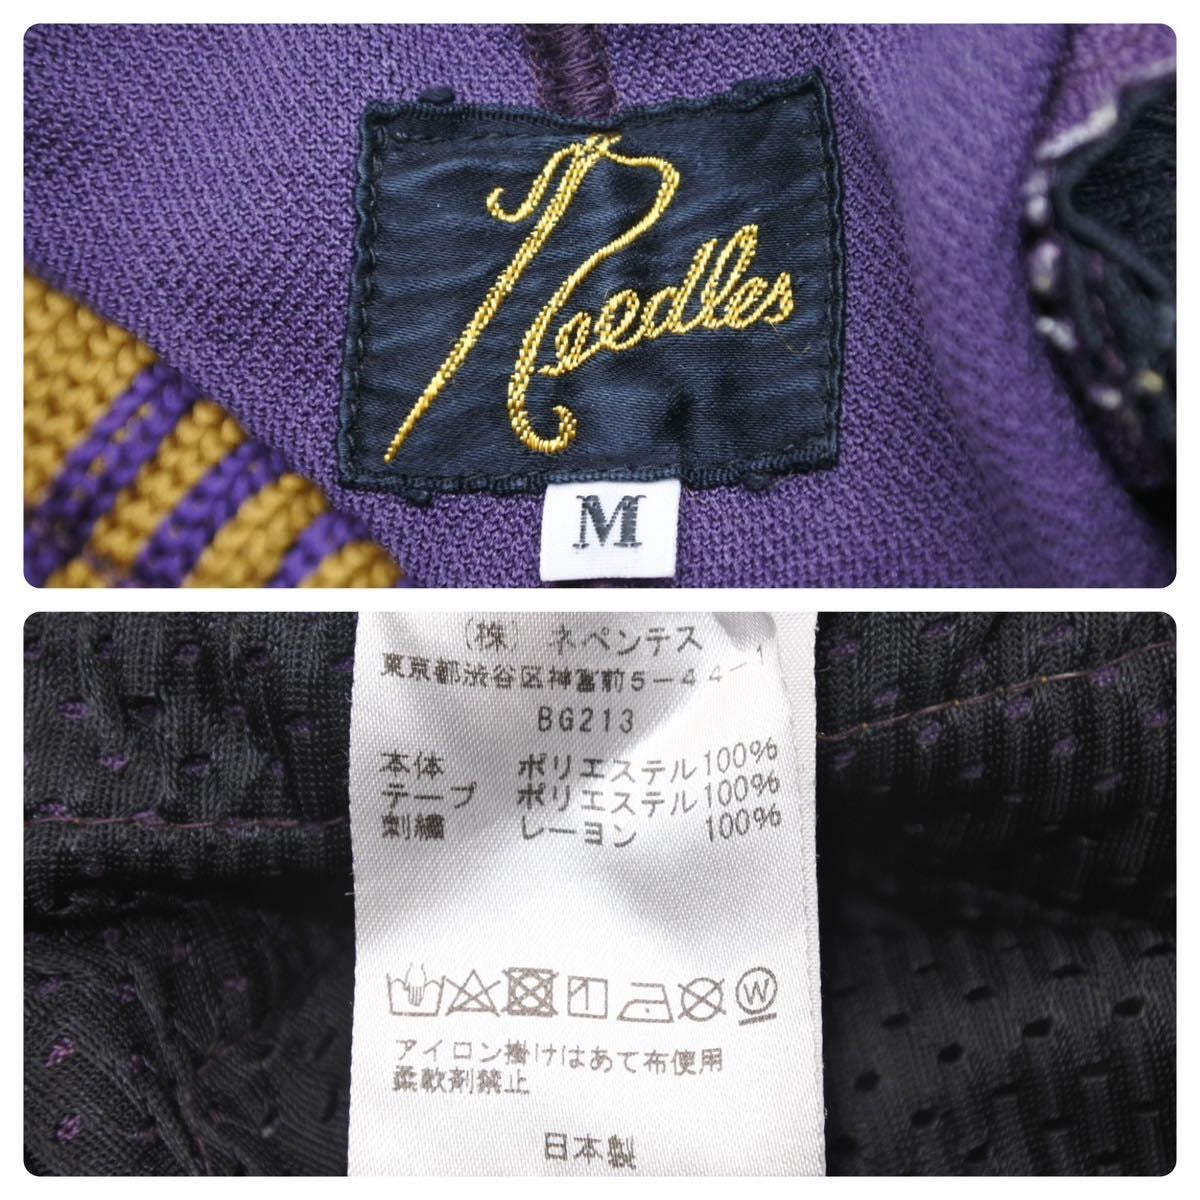 Needles
M
(株) ネペンテス
東京都渋谷区神宮前5-44-1
BG213
本体 ポリエステル100%
テープ ポリエステル100%
刺繍 レーヨン 100%
W
アイロン掛けはあて布使用
柔軟剤禁止
日本製